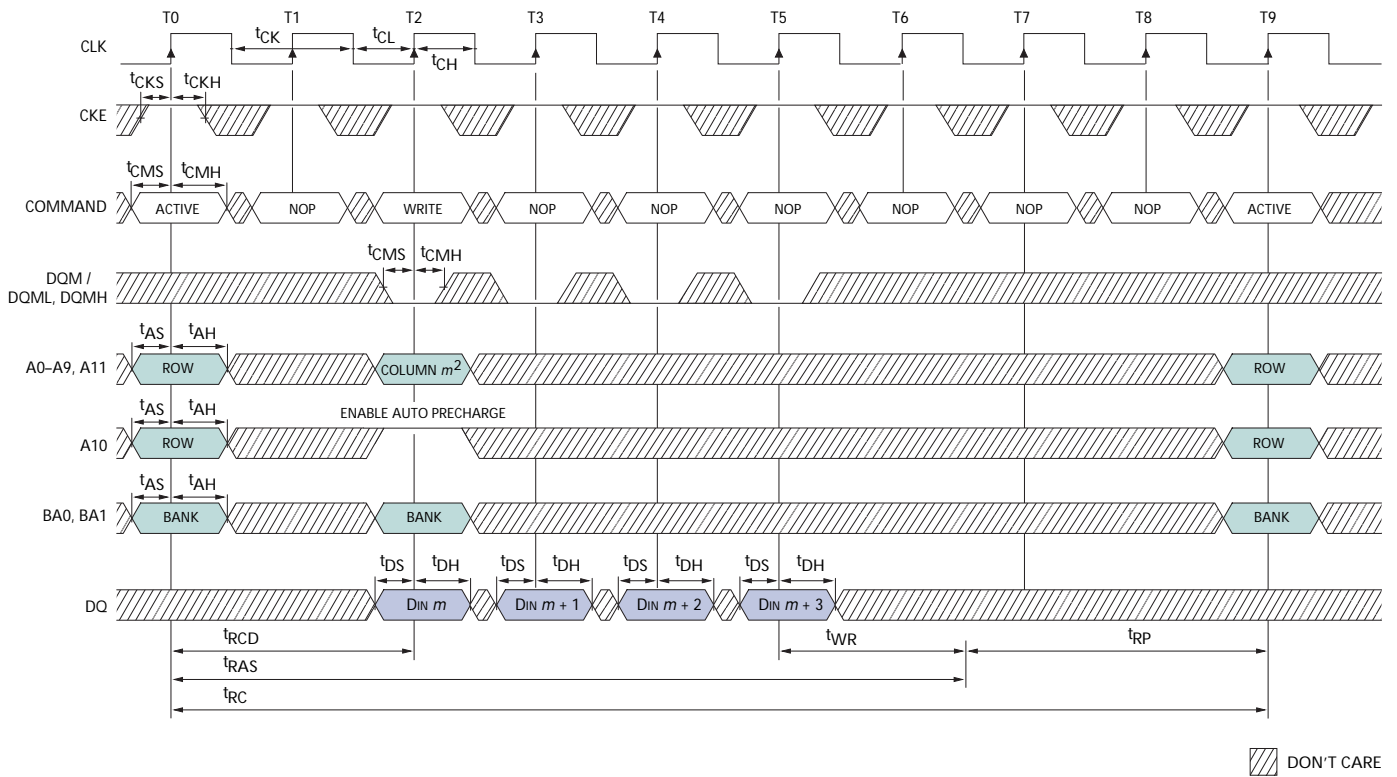 T0 T1 T2 T3 T4 T5 T6 T7 T8 T9
CLK
tCK tCL
tCH
tCKS tCKH
CKE
tCMS tCMH
COMMAND ACTIVE NOP WRITE NOP NOP NOP NOP NOP NOP ACTIVE
tCMS tCMH
DQM /
DQML, DQMH
tAS tAH
A0–A9, A11 ROW COLUMN m2 ROW
ENABLE AUTO PRECHARGE
tAS tAH
A10 ROW ROW
tAS tAH
BA0, BA1 BANK BANK BANK
tDS tDH tDS tDH tDS tDH tDS tDH
DQ DIN m DIN m + 1 DIN m + 2 DIN m + 3
tRCD tWR tRP
tRAS
tRC
DON'T CARE